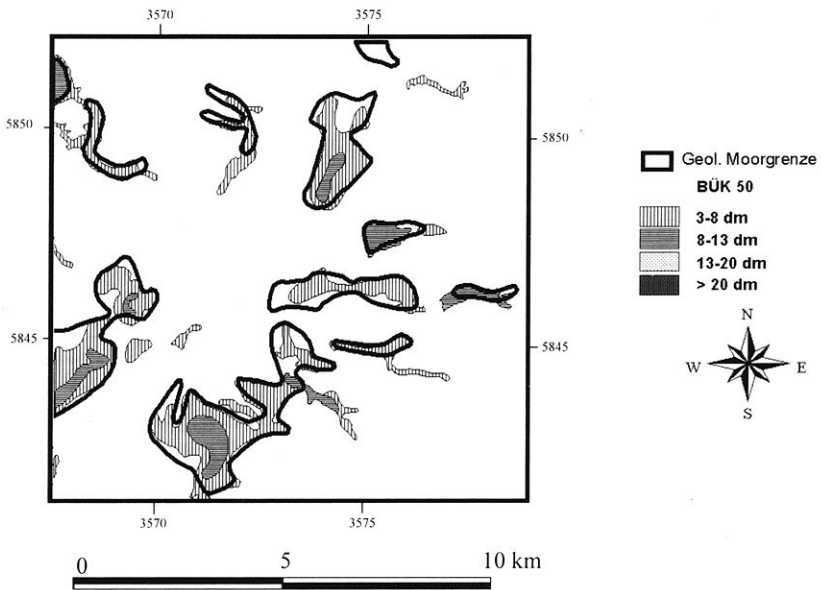 3570 3575
5850 5850
Geol. Moorgrenze
BÜK 50
3-8 dm
8-13 dm
13-20 dm
> 20 dm
N
W E
S
5845 5845
3570 3575
0 5 10 km